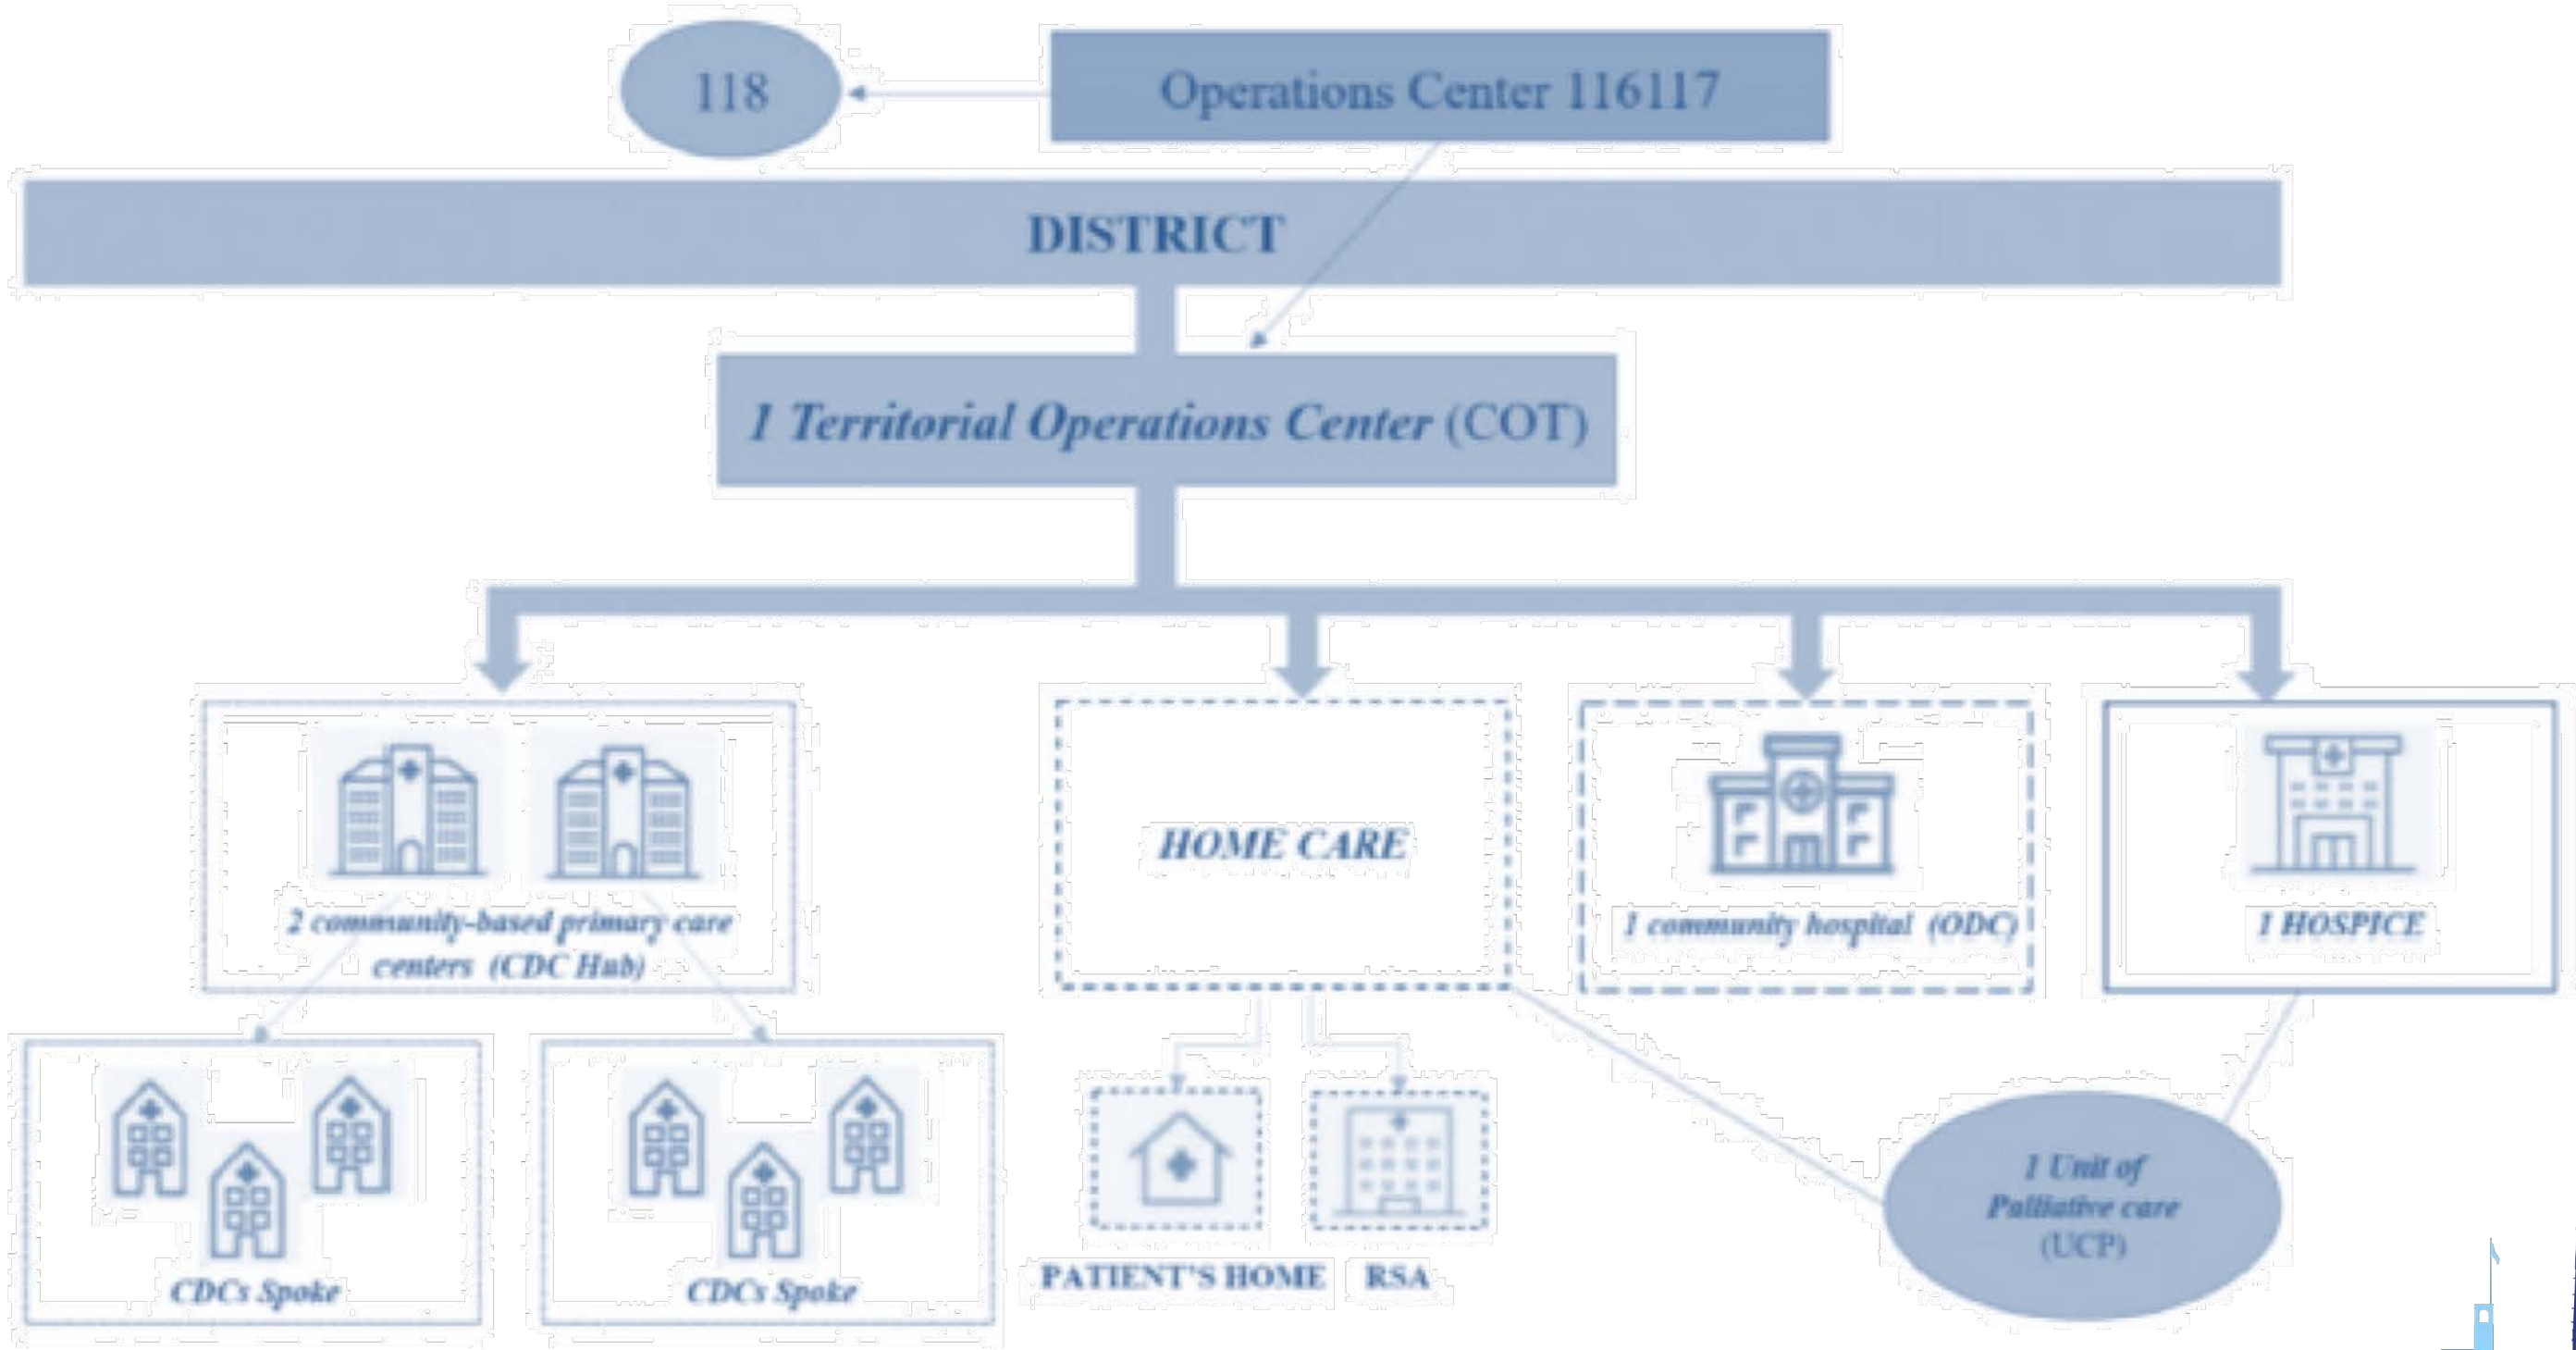 118
Operations Center 116117
DISTRICT
1 Territorial Operations Center (COT)
2 community-based primary care
centers (CDC Hub)
HOME CARE
1 community hospital (ODC)
1 HOSPICE
CDCs Spoke
CDCs Spoke
PATIENT'S HOME
RSA
1 Unit of
Palliative care
(UCP)